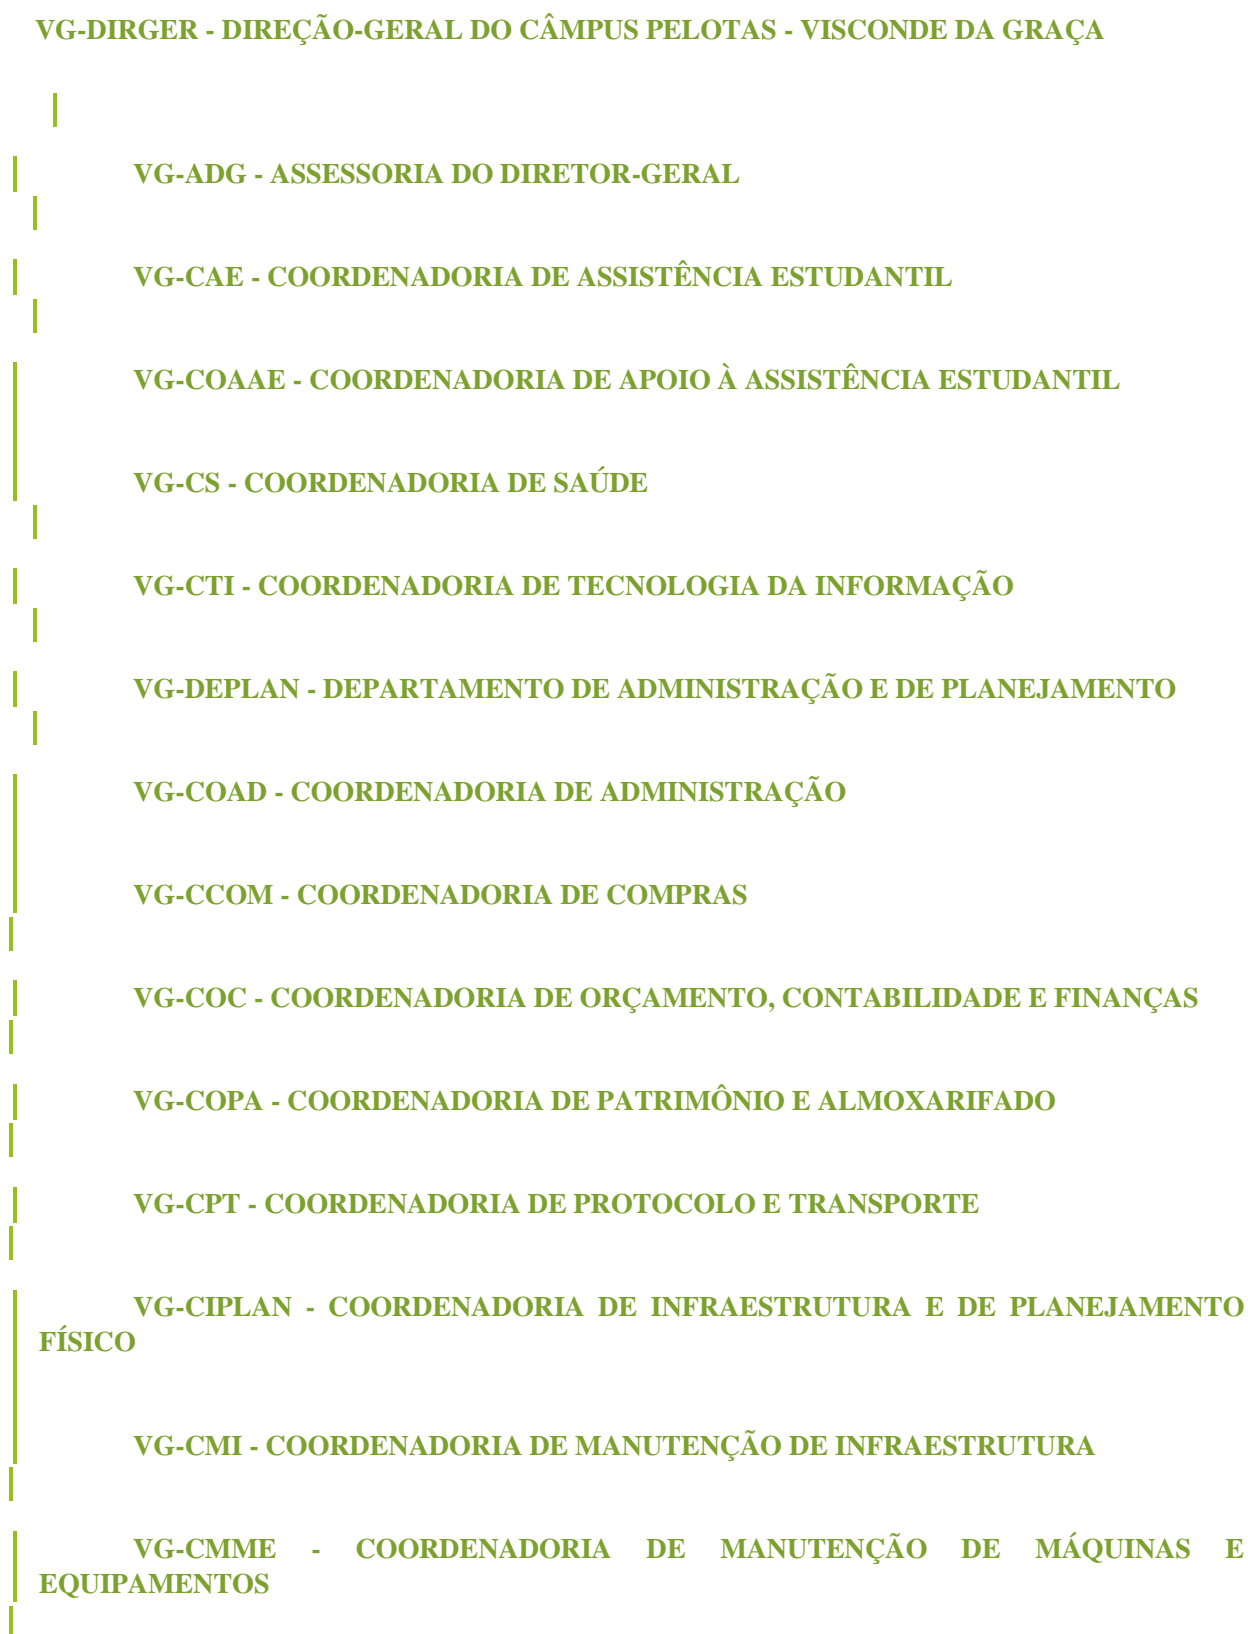 VG-DIRGER - DIREÇÃO-GERAL DO CÂMPUS PELOTAS - VISCONDE DA GRAÇA
VG-ADG - ASSESSORIA DO DIRETOR-GERAL
VG-CAE - COORDENADORIA DE ASSISTÊNCIA ESTUDANTIL
VG-COAAE - COORDENADORIA DE APOIO À ASSISTÊNCIA ESTUDANTIL
VG-CS - COORDENADORIA DE SAÚDE
VG-CTI - COORDENADORIA DE TECNOLOGIA DA INFORMAÇÃO
VG-DEPLAN - DEPARTAMENTO DE ADMINISTRAÇÃO E DE PLANEJAMENTO
VG-COAD - COORDENADORIA DE ADMINISTRAÇÃO
VG-CCOM - COORDENADORIA DE COMPRAS
VG-COC - COORDENADORIA DE ORÇAMENTO, CONTABILIDADE E FINANÇAS
VG-COPA - COORDENADORIA DE PATRIMÔNIO E ALMOXARIFADO
VG-CPT - COORDENADORIA DE PROTOCOLO E TRANSPORTE
VG-CIPLAN - COORDENADORIA DE INFRAESTRUTURA E DE PLANEJAMENTO
FÍSICO
VG-CMI - COORDENADORIA DE MANUTENÇÃO DE INFRAESTRUTURA
VG-CMME - COORDENADORIA DE MANUTENÇÃO DE MÁQUINAS E
EQUIPAMENTOS